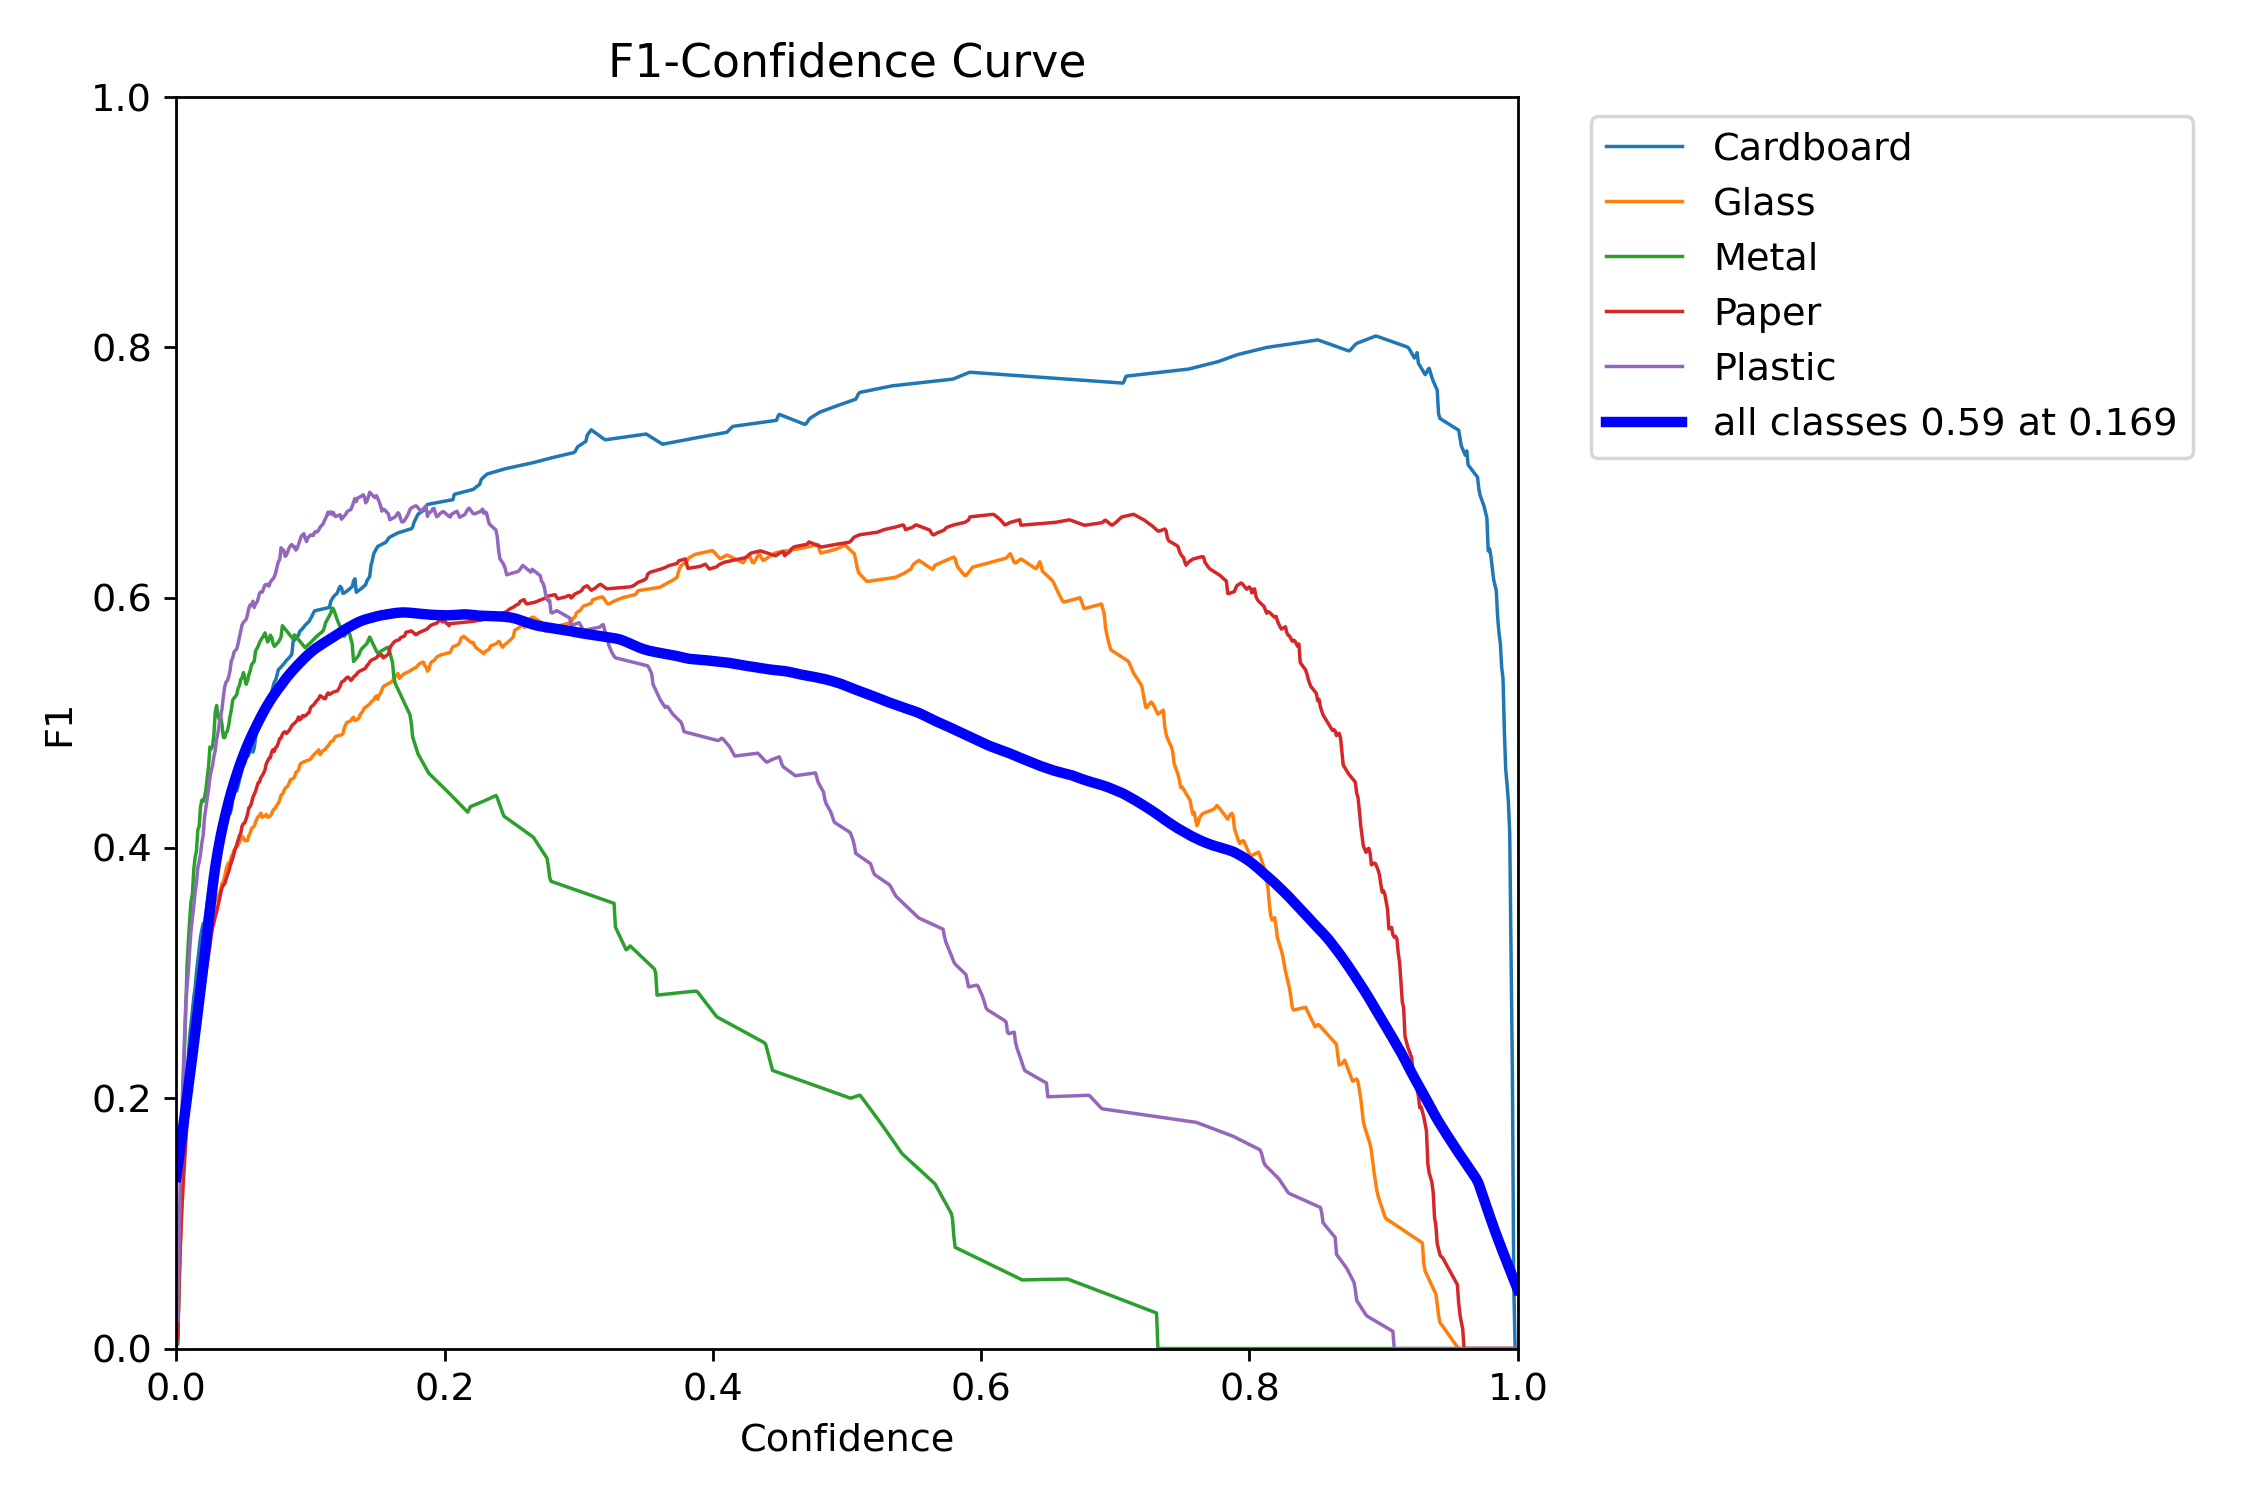 F1-Confidence Curve
1.0
0.8
0.6
0.4
0.2
0.0
F1
0.0 0.2 0.4 0.6 0.8 1.0
Confidence
Cardboard
Glass
Metal
Paper
Plastic
all classes 0.59 at 0.169